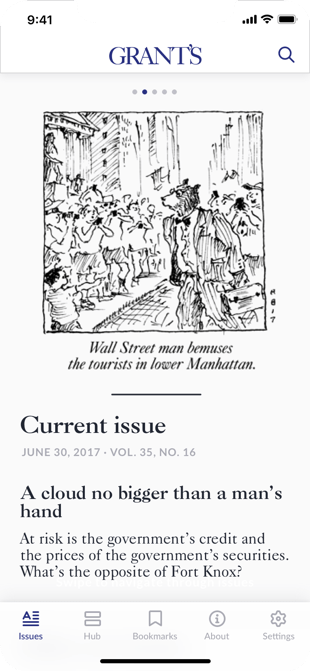 9:41
GRANT'S
HB17
Wall Street man bemuses
the tourists in lower Manhattan.
Current issue
JUNE 30, 2017 · VOL. 35, NO. 16
A cloud no bigger than a man's
hand
At risk is the government's credit and
the prices of the government's securities.
What's the opposite of Fort Knox?
Issues
Hub
Bookmarks
About
Settings